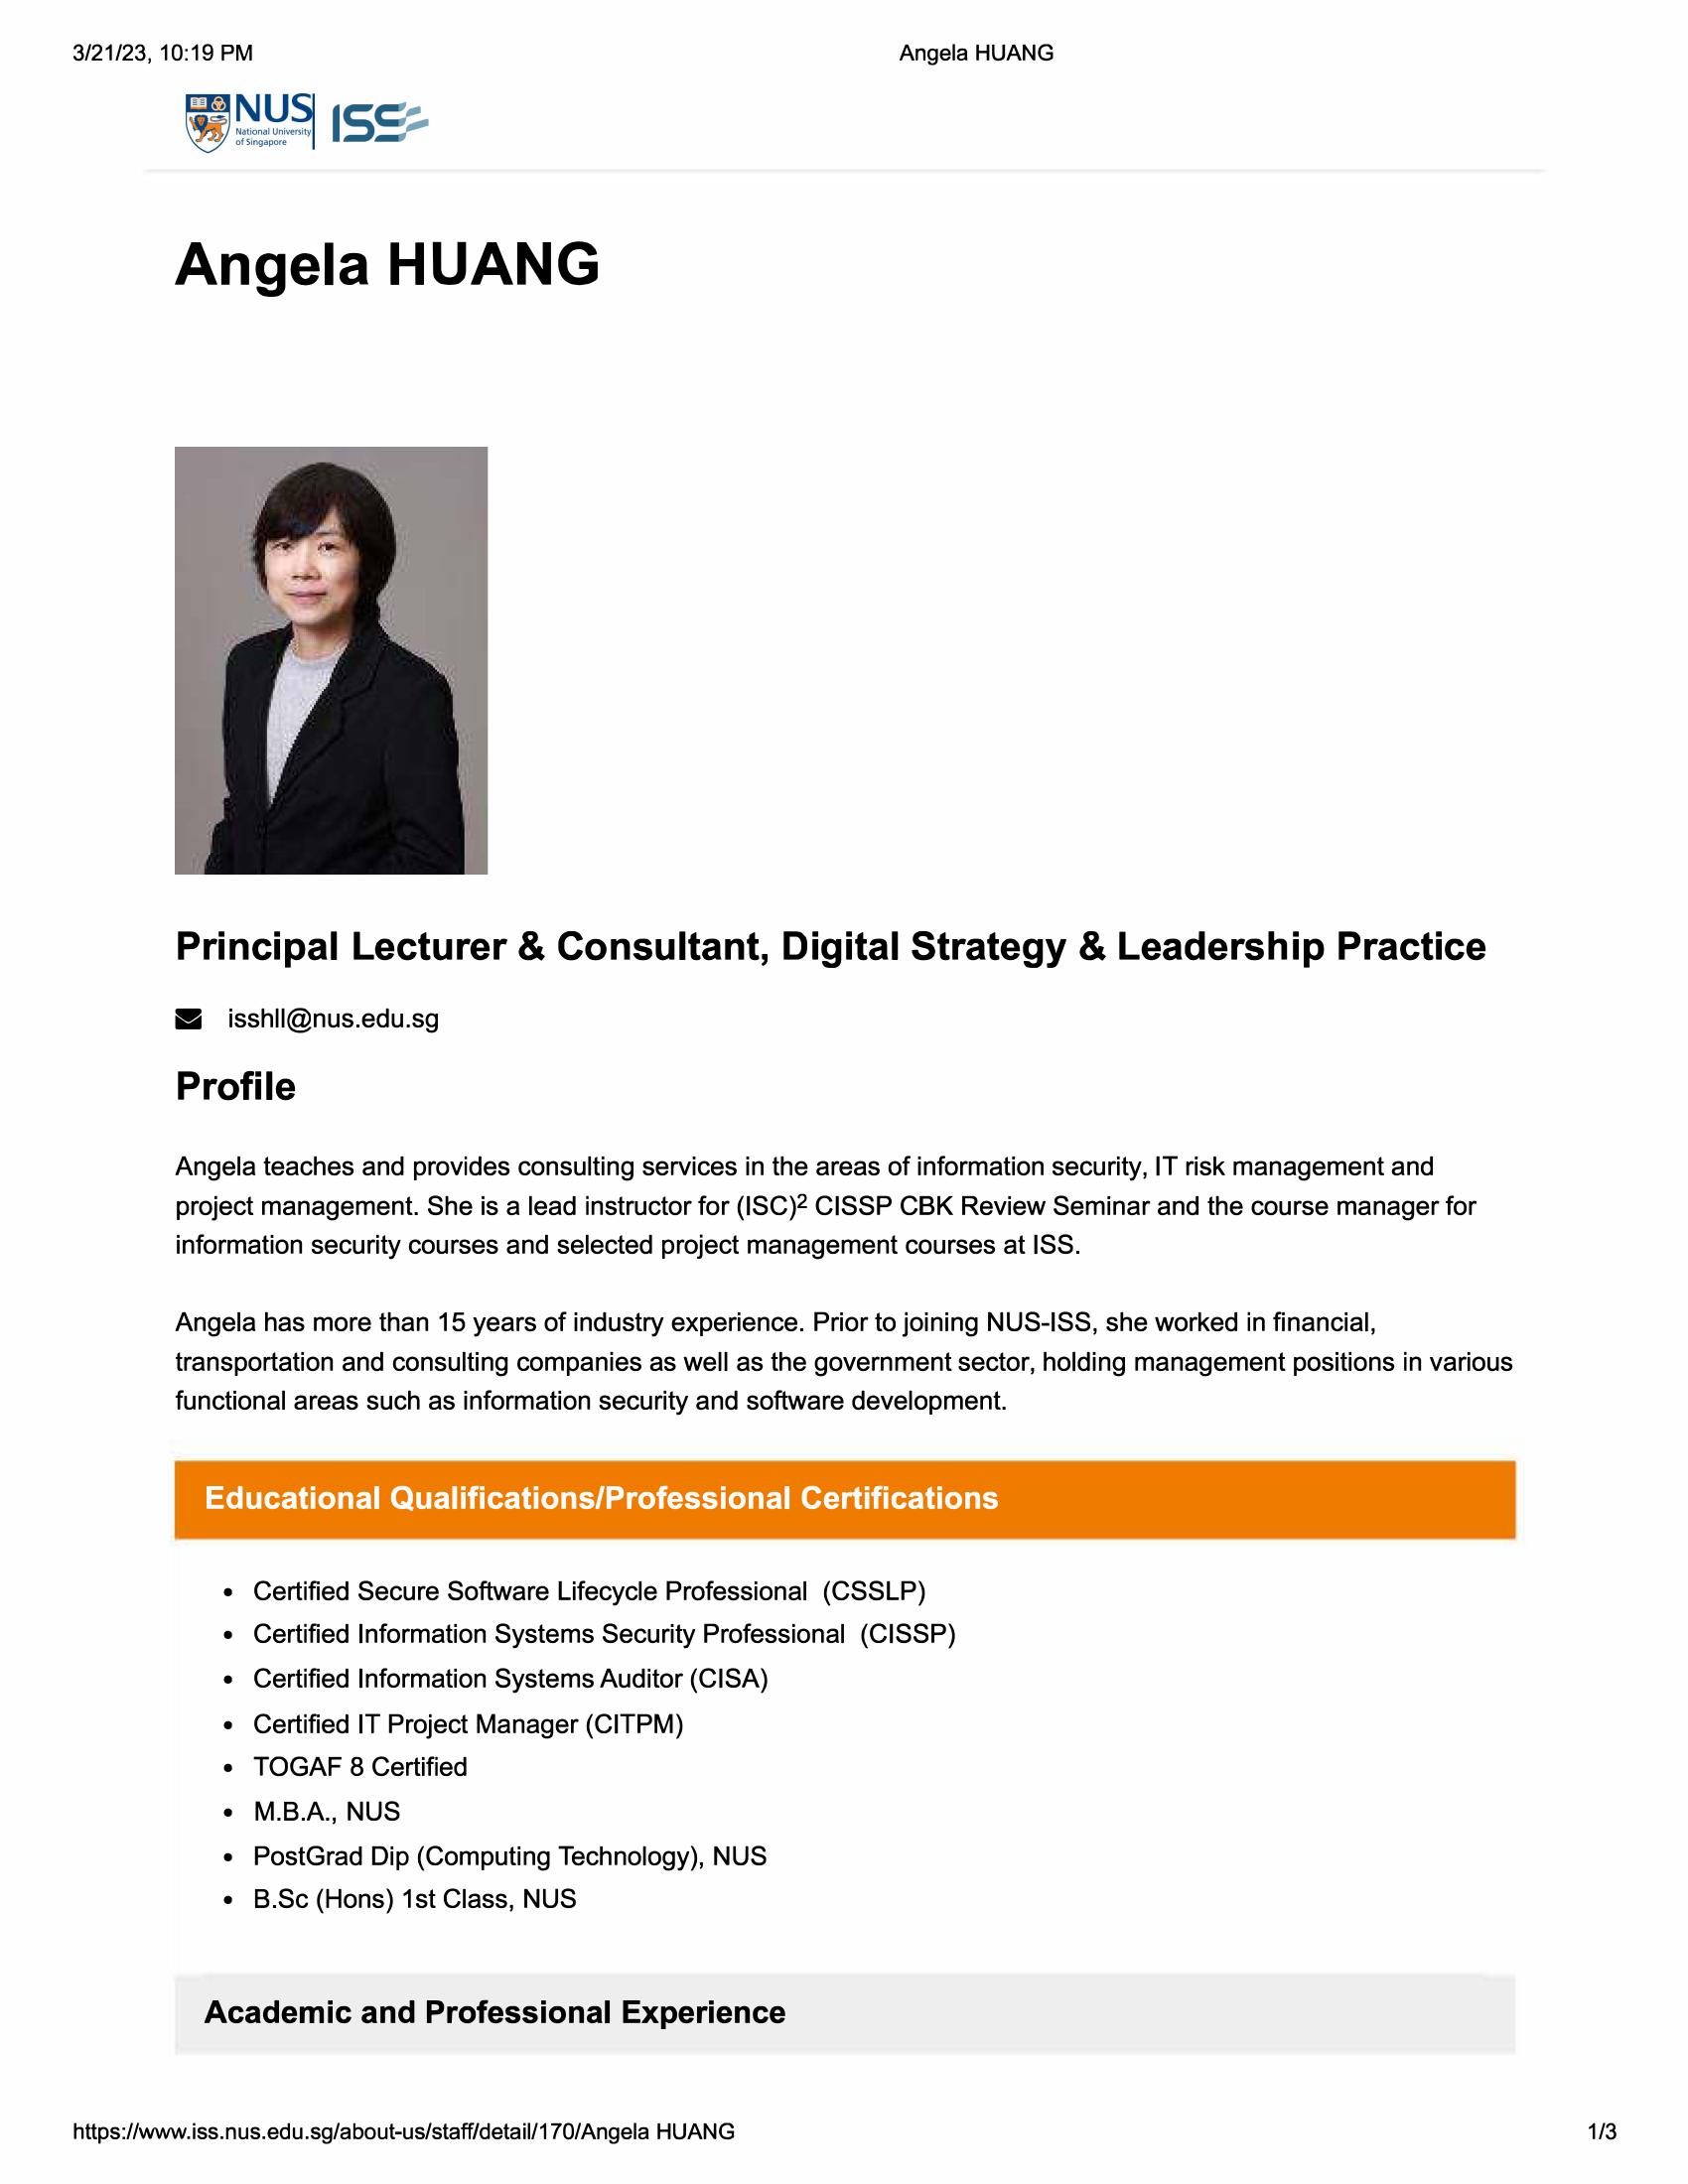 3/21/23, 10:19 PM
Angela HUANG
NUS
National University
of Singapore
ISS
Angela HUANG
Principal Lecturer & Consultant, Digital Strategy & Leadership Practice
isshll@nus.edu.sg
Profile
Angela teaches and provides consulting services in the areas of information security, IT risk management and
project management. She is a lead instructor for (ISC)² CISSP CBK Review Seminar and the course manager for
information security courses and selected project management courses at ISS.
Angela has more than 15 years of industry experience. Prior to joining NUS-ISS, she worked in financial,
transportation and consulting companies as well as the government sector, holding management positions in various
functional areas such as information security and software development.
Educational Qualifications/Professional Certifications
• Certified Secure Software Lifecycle Professional (CSSLP)
• Certified Information Systems Security Professional (CISSP)
• Certified Information Systems Auditor (CISA)
• Certified IT Project Manager (CITPM)
• TOGAF 8 Certified
• M.B.A., NUS
• PostGrad Dip (Computing Technology), NUS
• B.Sc (Hons) 1st Class, NUS
Academic and Professional Experience
https://www.iss.nus.edu.sg/about-us/staff/detail/170/Angela HUANG
1/3